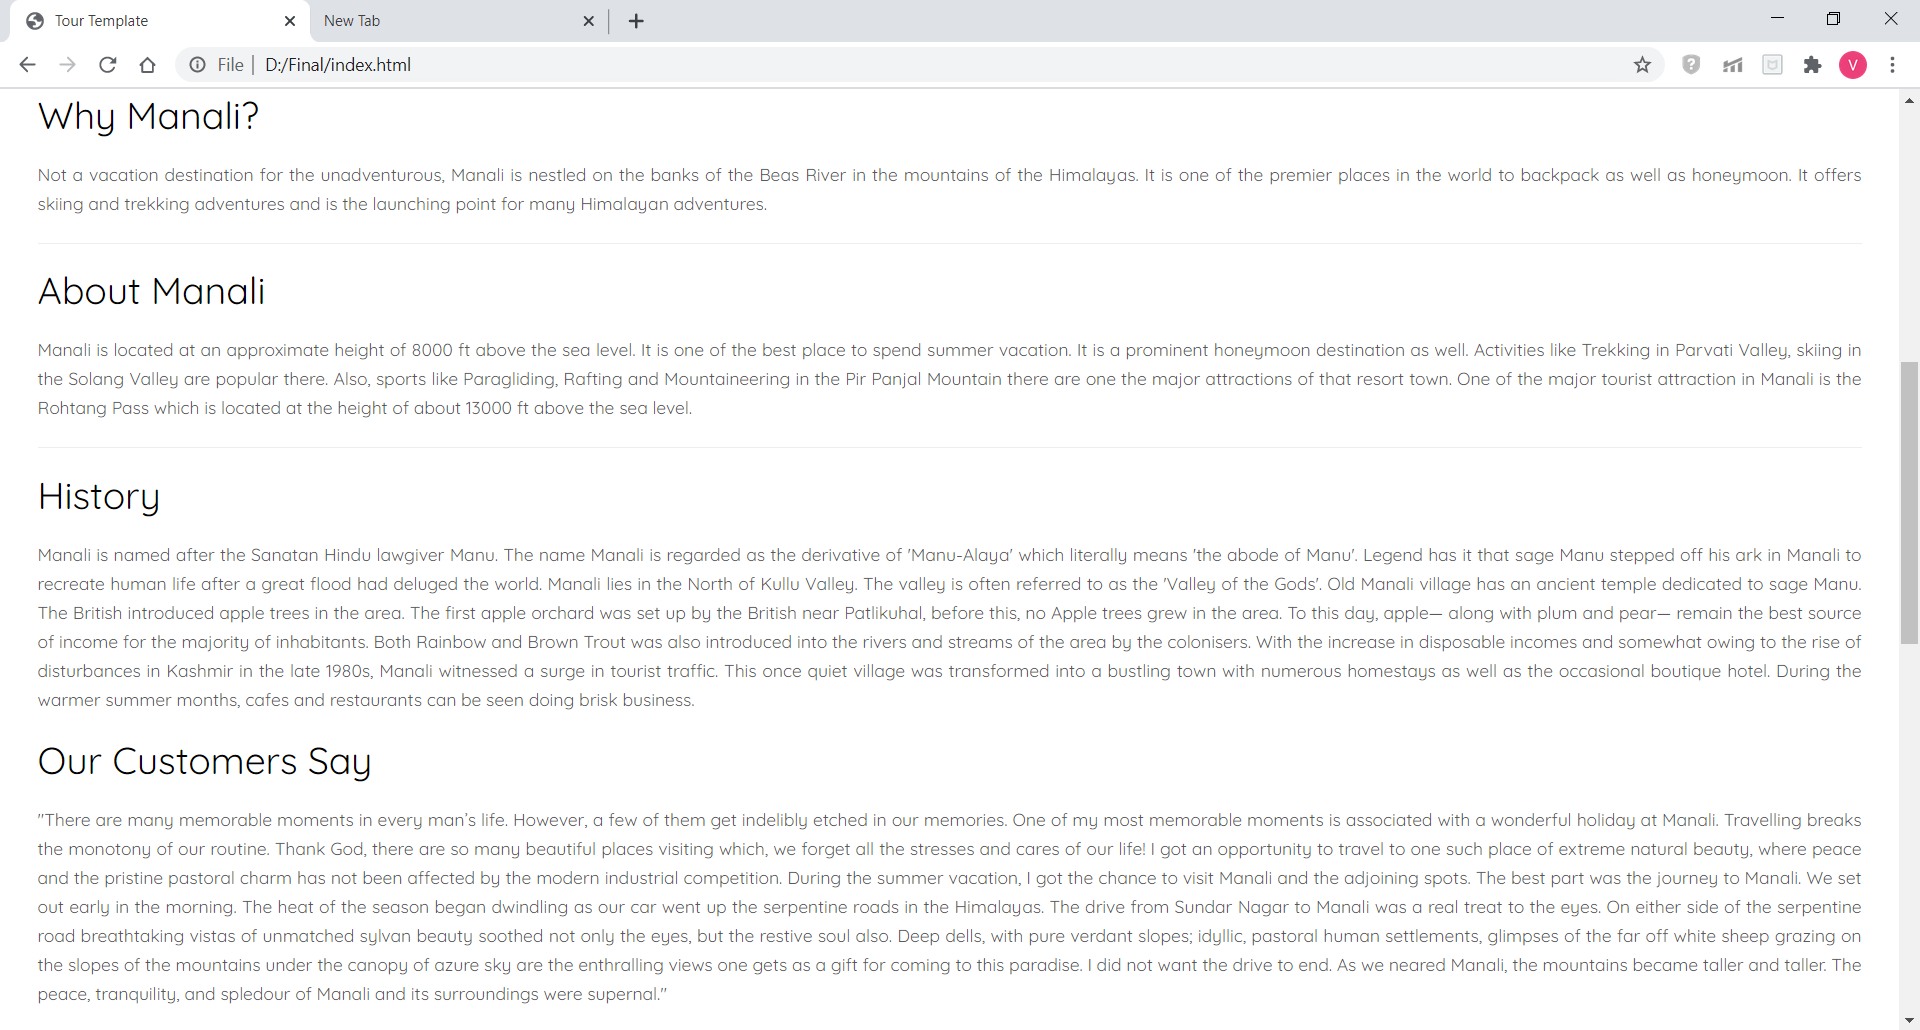 Tour Template
New Tab
File
D:/Final/index.html
V
Why Manali?
Not a vacation destination for the unadventurous, Manali is nestled on the banks of the Beas River in the mountains of the Himalayas. It is one of the premier places in the world to backpack as well as honeymoon. It offers
skiing and trekking adventures and is the launching point for many Himalayan adventures.
About Manali
Manali is located at an approximate height of 8000 ft above the sea level. It is one of the best place to spend summer vacation. It is a prominent honeymoon destination as well. Activities like Trekking in Parvati Valley, skiing in
the Solang Valley are popular there. Also, sports like Paragliding, Rafting and Mountaineering in the Pir Panjal Mountain there are one the major attractions of that resort town. One of the major tourist attraction in Manali is the
Rohtang Pass which is located at the height of about 13000 ft above the sea level.
History
Manali is named after the Sanatan Hindu lawgiver Manu. The name Manali is regarded as the derivative of 'Manu-Alaya' which literally means 'the abode of Manu'. Legend has it that sage Manu stepped off his ark in Manali to
recreate human life after a great flood had deluged the world. Manali lies in the North of Kullu Valley. The valley is often referred to as the 'Valley of the Gods'. Old Manali village has an ancient temple dedicated to sage Manu.
The British introduced apple trees in the area. The first apple orchard was set up by the British near Patlikuhal, before this, no Apple trees grew in the area. To this day, apple— along with plum and pear— remain the best source
of income for the majority of inhabitants. Both Rainbow and Brown Trout was also introduced into the rivers and streams of the area by the colonisers. With the increase in disposable incomes and somewhat owing to the rise of
disturbances in Kashmir in the late 1980s, Manali witnessed a surge in tourist traffic. This once quiet village was transformed into a bustling town with numerous homestays as well as the occasional boutique hotel. During the
warmer summer months, cafes and restaurants can be seen doing brisk business.
Our Customers Say
"There are many memorable moments in every man’s life. However, a few of them get indelibly etched in our memories. One of my most memorable moments is associated with a wonderful holiday at Manali. Travelling breaks
the monotony of our routine. Thank God, there are so many beautiful places visiting which, we forget all the stresses and cares of our life! I got an opportunity to travel to one such place of extreme natural beauty, where peace
and the pristine pastoral charm has not been affected by the modern industrial competition. During the summer vacation, I got the chance to visit Manali and the adjoining spots. The best part was the journey to Manali. We set
out early in the morning. The heat of the season began dwindling as our car went up the serpentine roads in the Himalayas. The drive from Sundar Nagar to Manali was a real treat to the eyes. On either side of the serpentine
road breathtaking vistas of unmatched sylvan beauty soothed not only the eyes, but the restive soul also. Deep dells, with pure verdant slopes; idyllic, pastoral human settlements, glimpses of the far off white sheep grazing on
the slopes of the mountains under the canopy of azure sky are the enthralling views one gets as a gift for coming to this paradise. I did not want the drive to end. As we neared Manali, the mountains became taller and taller. The
peace, tranquility, and spledour of Manali and its surroundings were supernal."